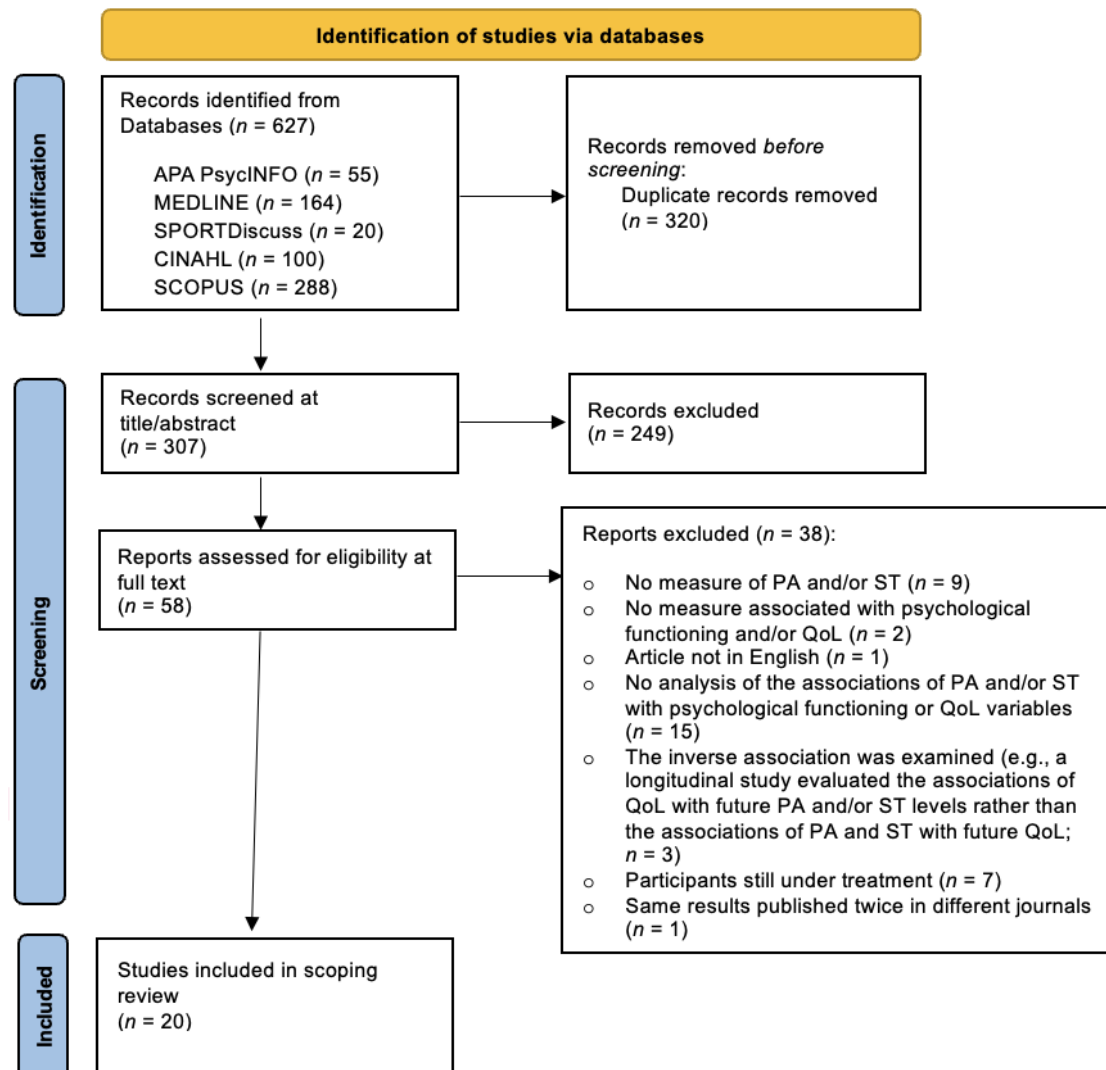 Identification of studies via databases
Identification
Records identified from
Databases (n = 627)
APA PsycINFO (n = 55)
MEDLINE (n = 164)
SPORTDiscuss (n = 20)
CINAHL (n = 100)
SCOPUS (n = 288)
Records removed before
screening:
Duplicate records removed
(n = 320)
Screening
Records screened at
title/abstract
(n = 307)
Records excluded
(n = 249)
Reports assessed for eligibility at
full text
(n = 58)
Reports excluded (n = 38):
o No measure of PA and/or ST (n = 9)
o No measure associated with psychological
functioning and/or QoL (n = 2)
o Article not in English (n = 1)
o No analysis of the associations of PA and/or ST
with psychological functioning or QoL variables
(n = 15)
o The inverse association was examined (e.g., a
longitudinal study evaluated the associations of
QoL with future PA and/or ST levels rather than
the associations of PA and ST with future QoL;
n = 3)
o Participants still under treatment (n = 7)
o Same results published twice in different journals
(n = 1)
Included
Studies included in scoping
review
(n = 20)